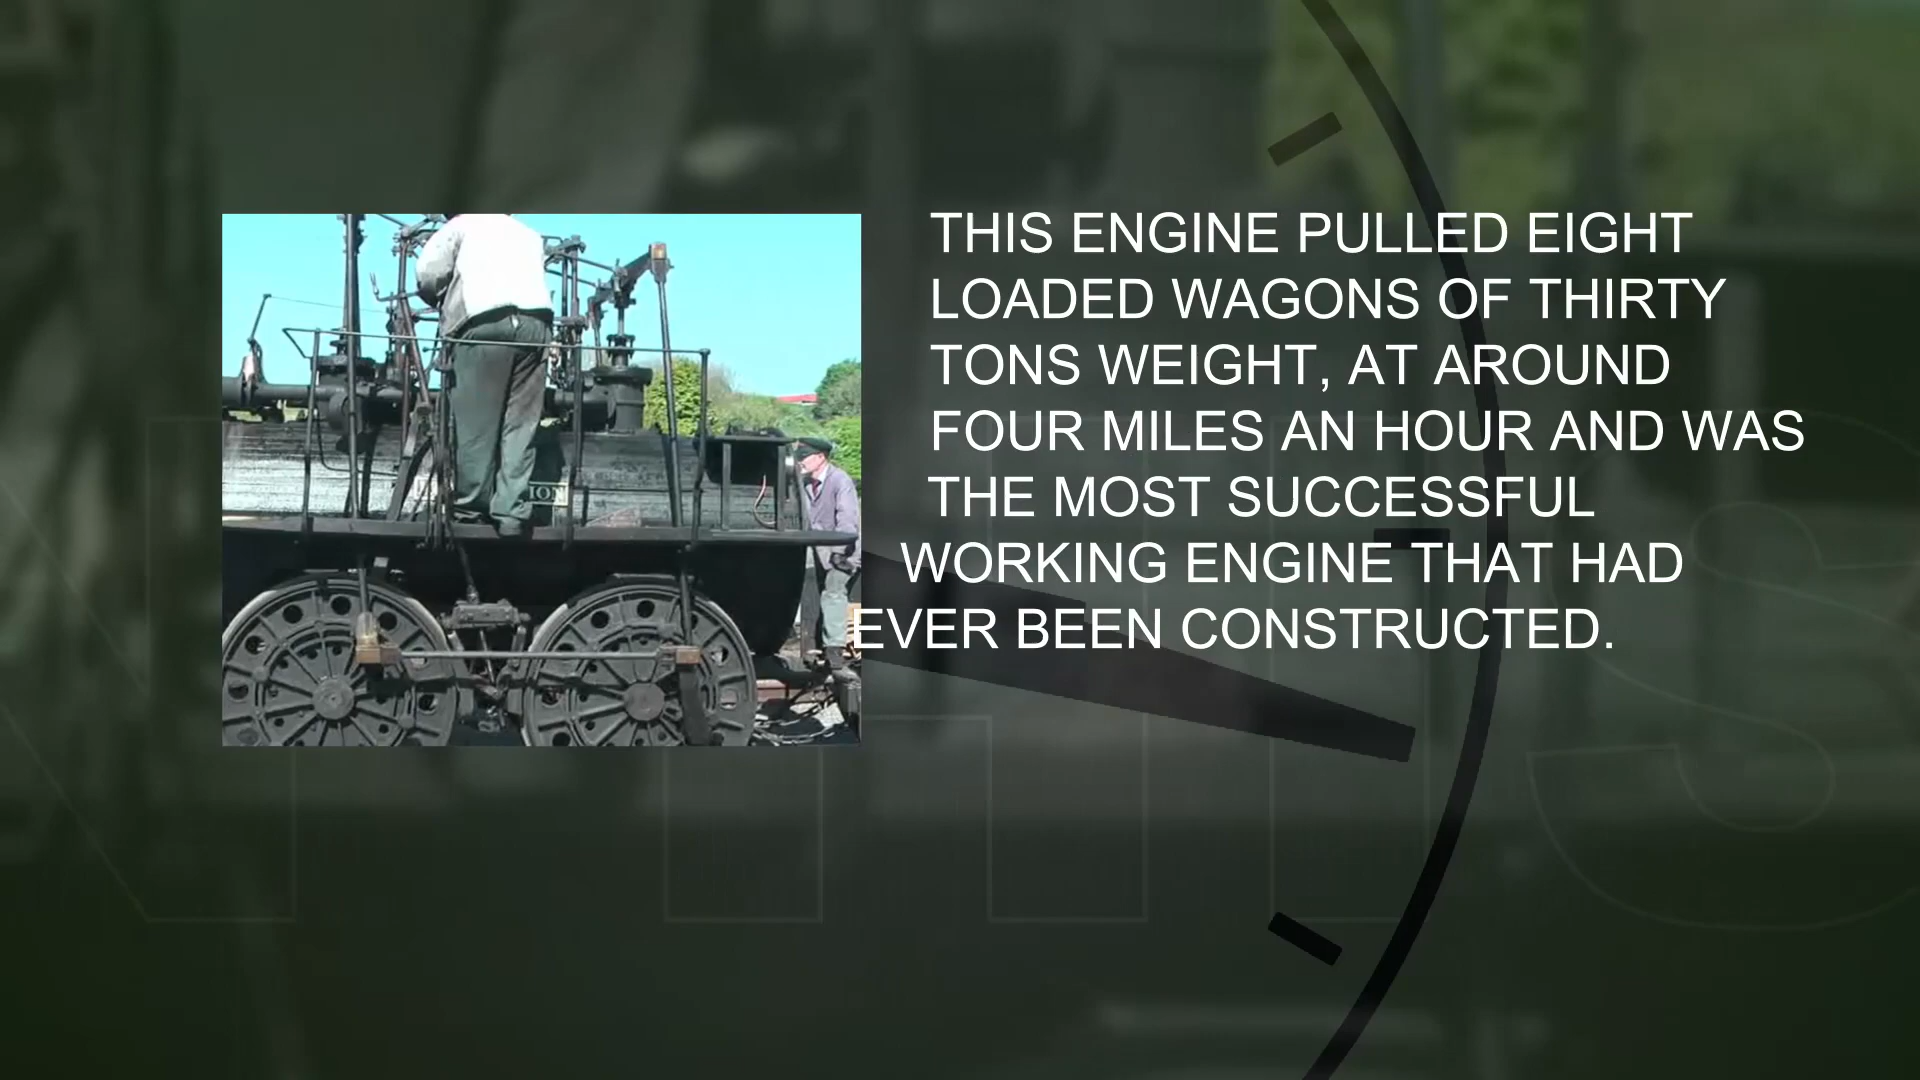 THIS ENGINE PULLED EIGHT
LOADED WAGONS OF THIRTY
TONS WEIGHT, AT AROUND
FOUR MILES AN HOUR AND WAS
THE MOST SUCCESSFUL
WORKING ENGINE THAT HAD
EVER BEEN CONSTRUCTED.